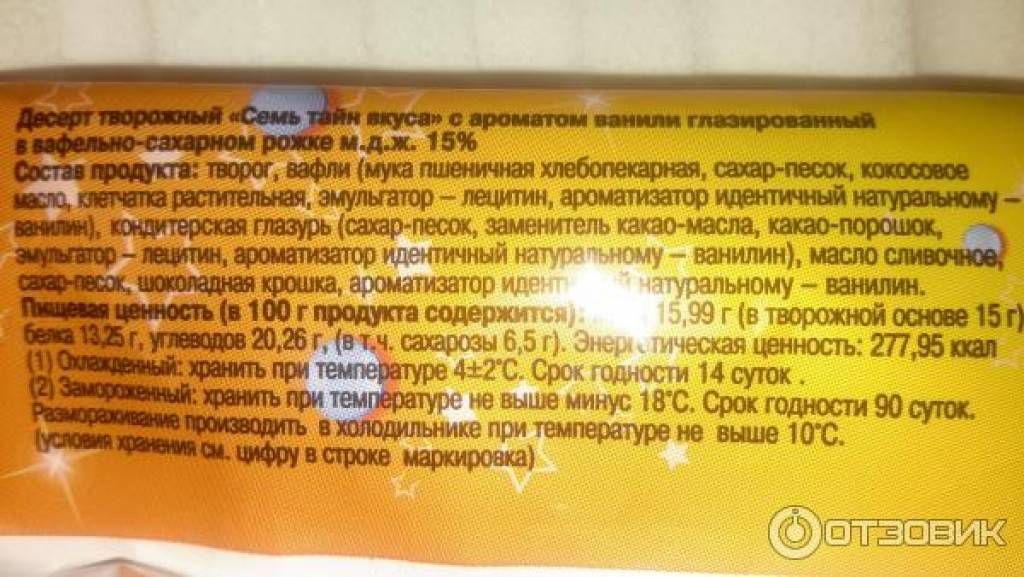 Десерт творожный «Семь тайн вкуса» с ароматом ванили глазированный
в вафельно-сахарном рожке м.д.ж. 15%
Состав продукта: творог, вафли (мука пшеничная хлебопекарная, сахар-песок, кокосовое
масло, клетчатка растительная, эмульгатор – лецитин, ароматизатор идентичный натуральному –
ванилин), кондитерская глазурь (сахар-песок, заменитель какао-масла, какао-порошок,
эмульгатор – лецитин, ароматизатор идентичный натуральному – ванилин), масло сливочное,
сахар-песок, шоколадная крошка, ароматизатор натуральному – ванилин.
Пищевая ценность (в 100 г продукта содержится): 15,99 г (в творожной основе 15 г)
белка 13,25 г, углеводов 20,26 г, (в т.ч. сахарозы 6,5 г). Энергетическая ценность: 277,95 ккал
(1) Охлажденный: хранить при температуре 4±2°С. Срок годности 14 суток .
(2) Замороженный: хранить при температуре не выше минус 18°С. Срок годности 90 суток.
Размораживание производить в холодильнике при температуре не выше 10°С.
(условия хранения см. цифру в строке маркировка)
ОТЗОВИК